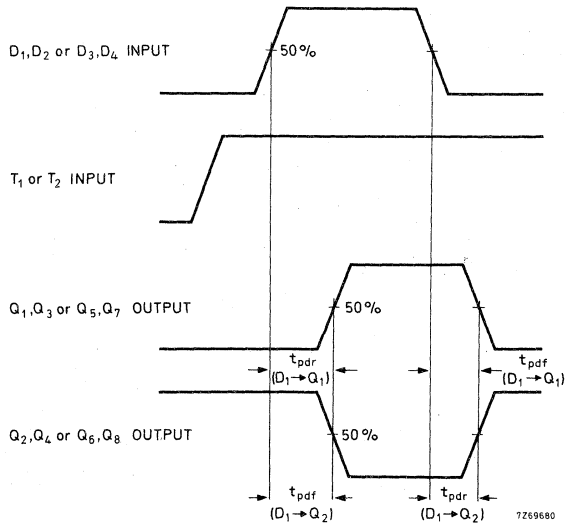 D₁,D₂ or D₃,D₄ INPUT
50%
T₁ or T₂ INPUT
Q₁,Q₃ or Q₅,Q₇ OUTPUT
50%
tpdr
(D₁→Q₁)
tpdf
(D₁→Q₁)
Q₂,Q₄ or Q₆,Q₈ OUTPUT
50%
tpdf
(D₁→Q₂)
tpdr
(D₁→Q₂)
7Z69680